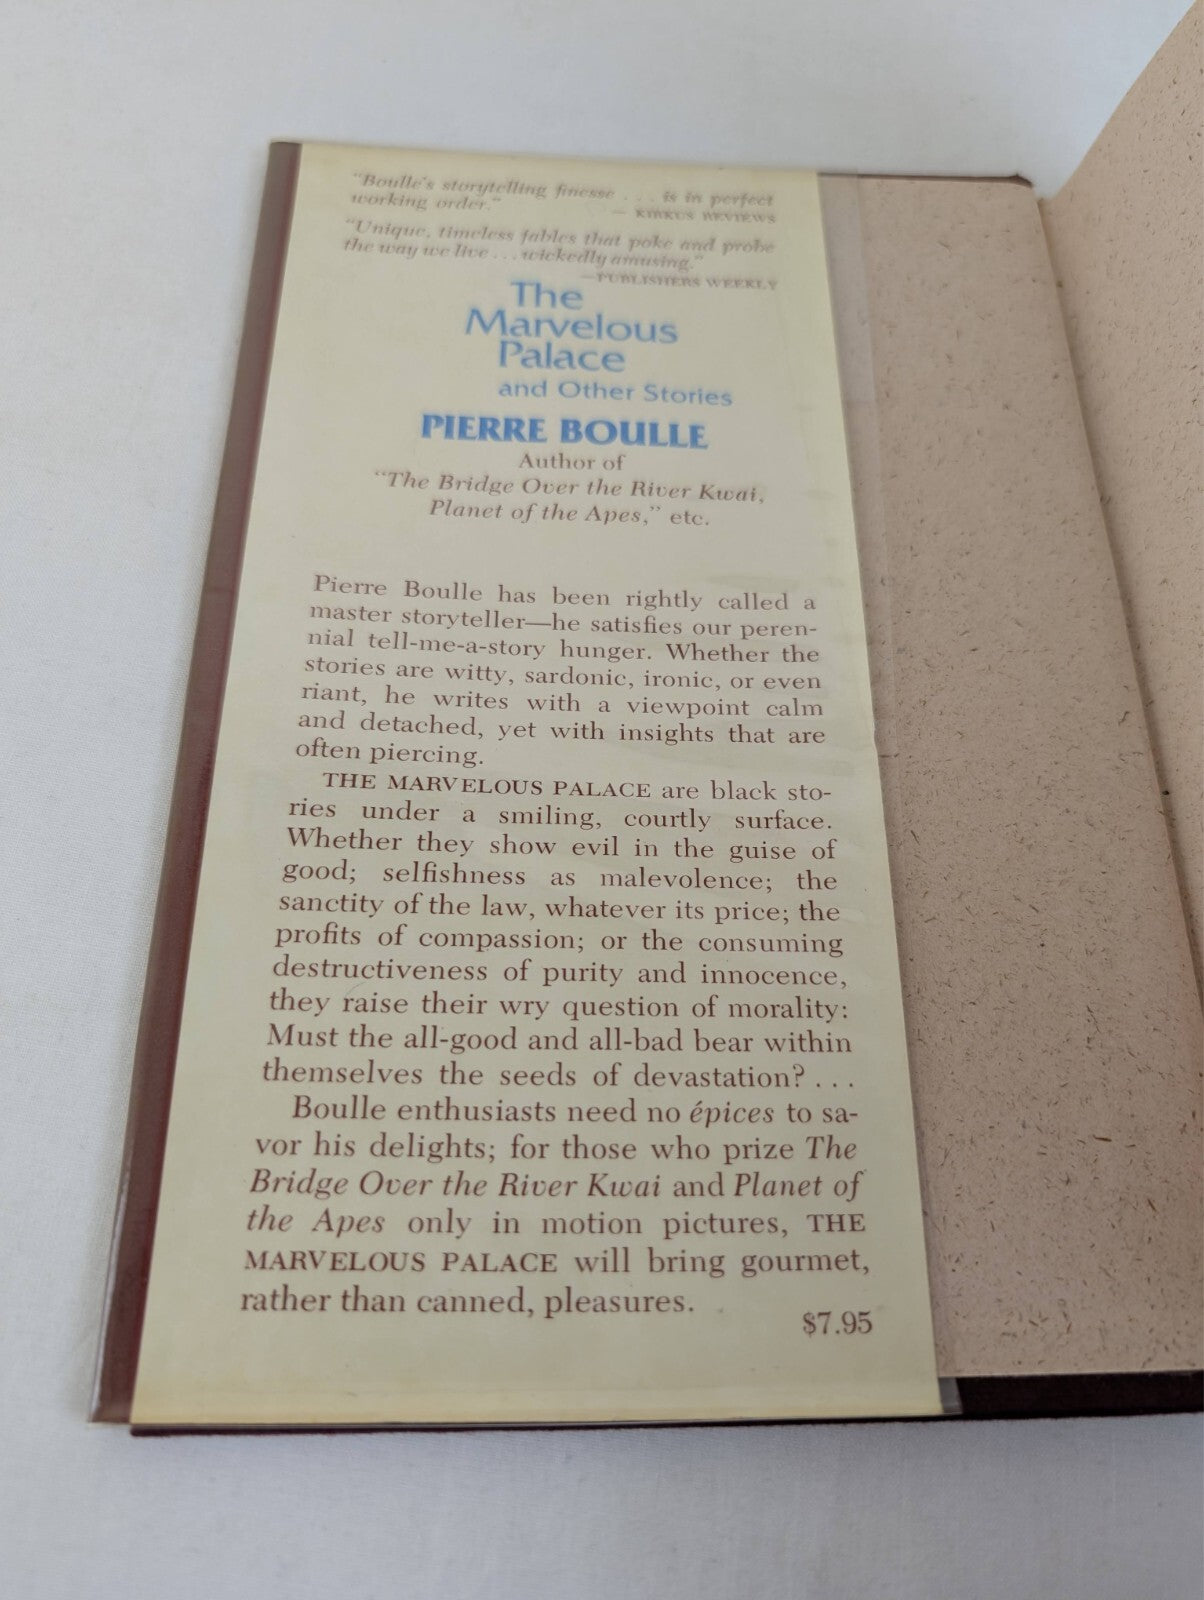 "Boulle's storytelling finesse . . . is in perfect
working order."
— KIRKUS REVIEWS
"Unique, timeless fables that poke and probe
the way we live . . . wickedly amusing."
—PUBLISHERS WEEKLY
The
Marvelous
Palace
and Other Stories
PIERRE BOULLE
Author of
"The Bridge Over the River Kwai,
Planet of the Apes," etc.
Pierre Boulle has been rightly called a
master storyteller—he satisfies our peren-
nial tell-me-a-story hunger. Whether the
stories are witty, sardonic, ironic, or even
riant, he writes with a viewpoint calm
and detached, yet with insights that are
often piercing.
THE MARVELOUS PALACE are black sto-
ries under a smiling, courtly surface.
Whether they show evil in the guise of
good; selfishness as malevolence; the
sanctity of the law, whatever its price; the
profits of compassion; or the consuming
destructiveness of purity and innocence,
they raise their wry question of morality:
Must the all-good and all-bad bear within
themselves the seeds of devastation? . . .
Boulle enthusiasts need no épices to sa-
vor his delights; for those who prize The
Bridge Over the River Kwai and Planet of
the Apes only in motion pictures, THE
MARVELOUS PALACE will bring gourmet,
rather than canned, pleasures.
$7.95